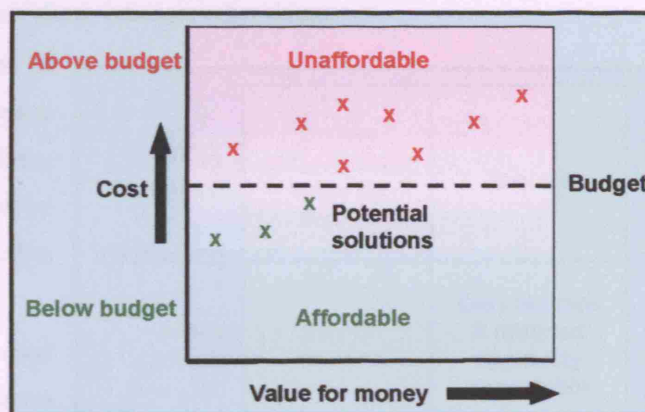 Above budget
Unaffordable
x
x
x
x
x
x
x
x
Cost
Budget
x
Potential
solutions
x
x
Below budget
Affordable
Value for money